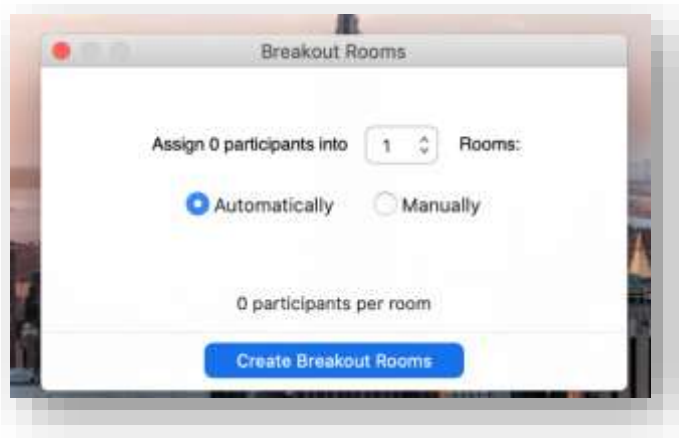 Breakout Rooms
Assign 0 participants into 1 Rooms:
Automatically Manually
0 participants per room
Create Breakout Rooms